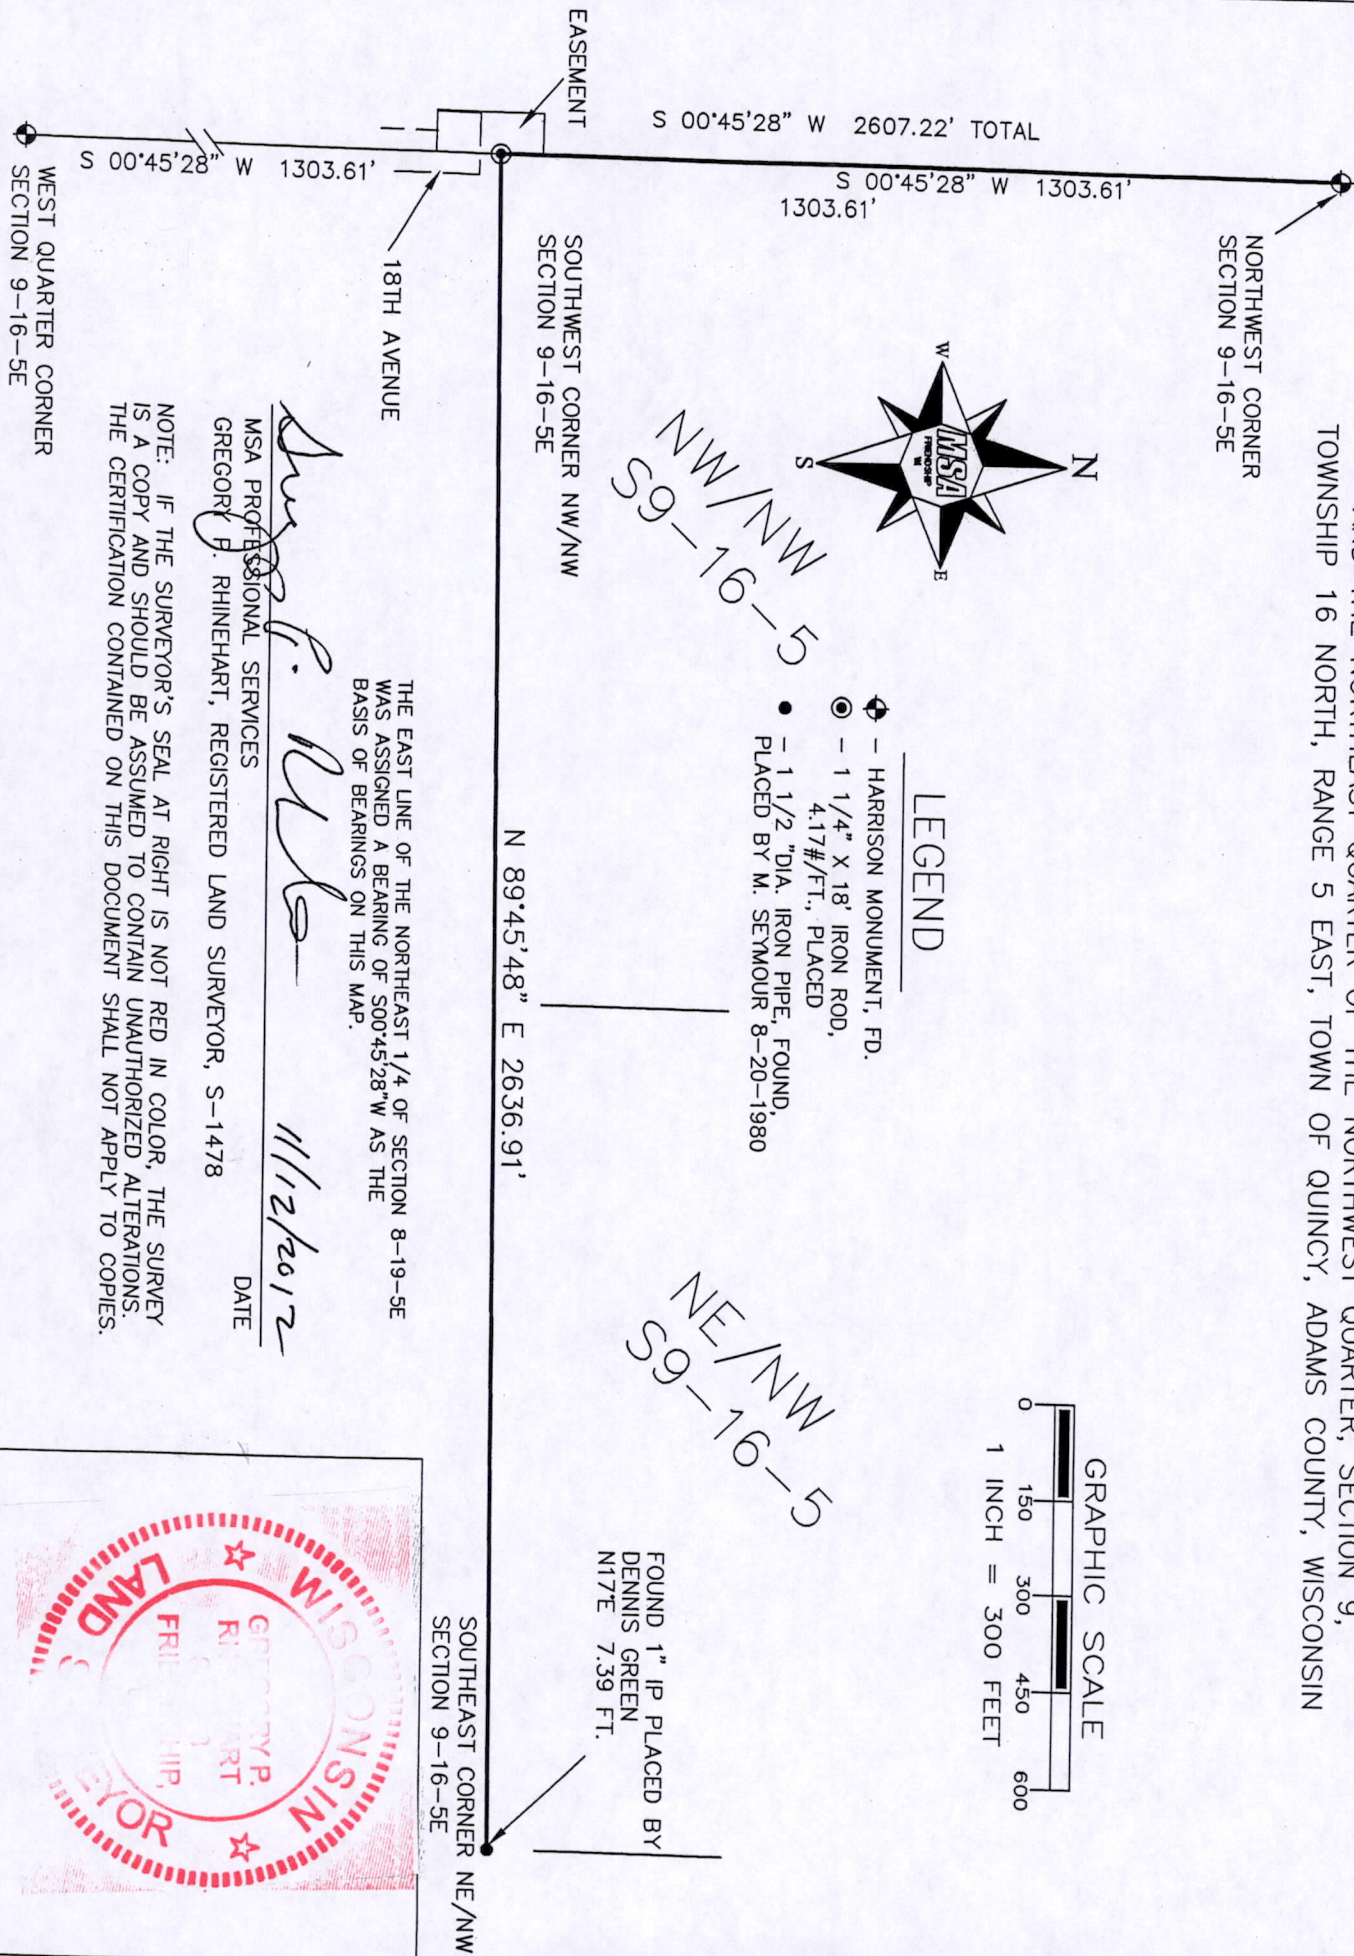 TOWNSHIP 16 NORTH, RANGE 5 EAST, TOWN OF QUINCY, ADAMS COUNTY, WISCONSIN
NORTHWEST CORNER
SECTION 9-16-5E
GRAPHIC SCALE
0 150 300 450 600
1 INCH = 300 FEET
N
W
E
S
MSA
FRIENDSHIP
WI
LEGEND
- HARRISON MONUMENT, FD.
- 1 1/4" X 18' IRON ROD,
4.17#/FT., PLACED
- 1 1/2 "DIA. IRON PIPE, FOUND,
PLACED BY M. SEYMOUR 8-20-1980
S 00°45'28" W 2607.22' TOTAL
S 00°45'28" W 1303.61'
1303.61'
NW/NW
S9-16-5
NE/NW
S9-16-5
FOUND 1" IP PLACED BY
DENNIS GREEN
N17°E 7.39 FT.
EASEMENT
SOUTHWEST CORNER NW/NW
SECTION 9-16-5E
N 89°45'48" E 2636.91'
SOUTHEAST CORNER NE/NW
SECTION 9-16-5E
18TH AVENUE
S 00°45'28" W 1303.61'
THE EAST LINE OF THE NORTHEAST 1/4 OF SECTION 8-19-5E
WAS ASSIGNED A BEARING OF S00°45'28"W AS THE
BASIS OF BEARINGS ON THIS MAP.
11/12/2012
MSA PROFESSIONAL SERVICES
DATE
GREGORY P. RHINEHART, REGISTERED LAND SURVEYOR, S-1478
NOTE: IF THE SURVEYOR'S SEAL AT RIGHT IS NOT RED IN COLOR, THE SURVEY
IS A COPY AND SHOULD BE ASSUMED TO CONTAIN UNAUTHORIZED ALTERATIONS.
THE CERTIFICATION CONTAINED ON THIS DOCUMENT SHALL NOT APPLY TO COPIES.
WEST QUARTER CORNER
SECTION 9-16-5E
WISCONSIN
LAND